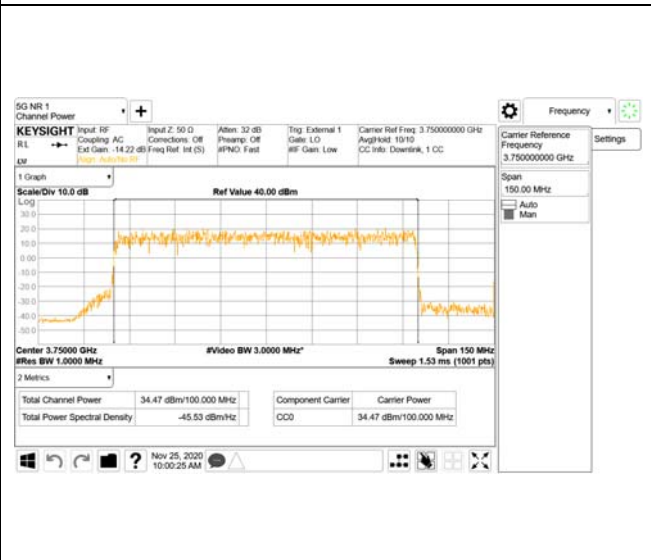 5G NR 1
Channel Power
Frequency
KEYSIGHT
RL
Input: RF
Coupling: AC
Ext Gain: -14.22 dB
Align: Auto/No RF
Input Z: 50 Ω
Corrections: Off
Freq Ref: Int (S)
Atten: 32 dB
Preamp: Off
#PNO: Fast
Trig: External 1
Gate: LO
#IF Gain: Low
Carrier Ref Freq: 3.750000000 GHz
Avg|Hold: 10/10
CC Info: Downlink, 1 CC
Carrier Reference
Frequency
3.750000000 GHz
Settings
Span
150.00 MHz
Auto
Man
1 Graph
Scale/Div 10.0 dB
Ref Value 40.00 dBm
Log
30.0
20.0
10.0
0.00
-10.0
-20.0
-30.0
-40.0
-50.0
Center 3.75000 GHz
#Res BW 1.0000 MHz
#Video BW 3.0000 MHz*
Span 150 MHz
Sweep 1.53 ms (1001 pts)
2 Metrics
Total Channel Power 34.47 dBm/100.000 MHz
Total Power Spectral Density -45.53 dBm/Hz
Component Carrier Carrier Power
CC0 34.47 dBm/100.000 MHz
Nov 25, 2020
10:00:25 AM